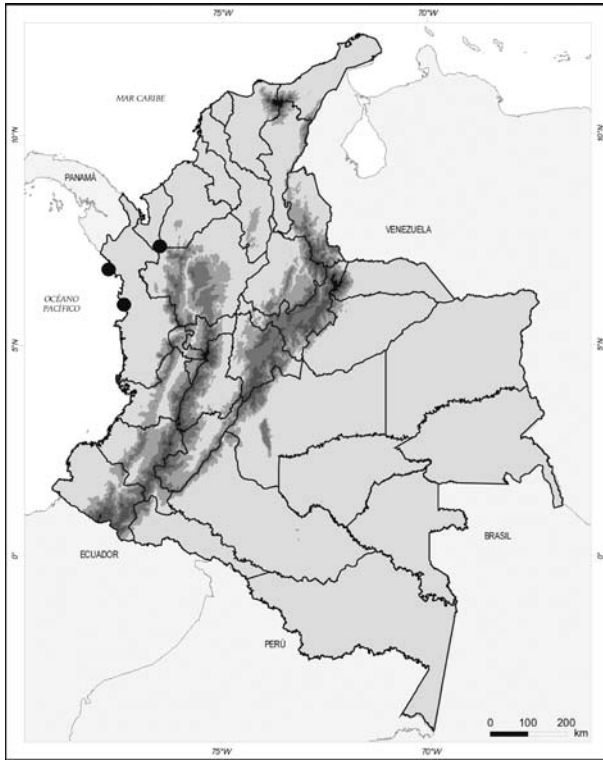 75°W 70°W
MAR CARIBE
10°N 10°N
PANAMÁ
VENEZUELA
OCÉANO
PACÍFICO
5°N 5°N
BRASIL
0° 0°
ECUADOR
PERÚ
0 100 200
km
75°W 70°W